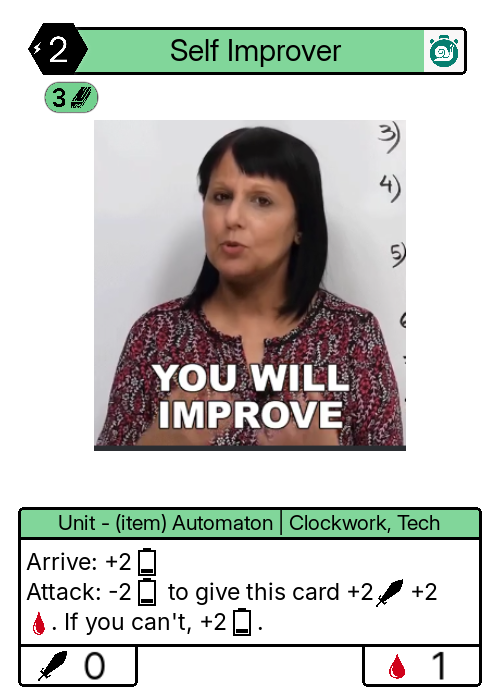 2
Self Improver
3
3)
4)
5)
6
YOU WILL
IMPROVE
Unit - (item) Automaton | Clockwork, Tech
Arrive: +2
Attack: -2 to give this card +2 +2
. If you can't, +2 .
0
1